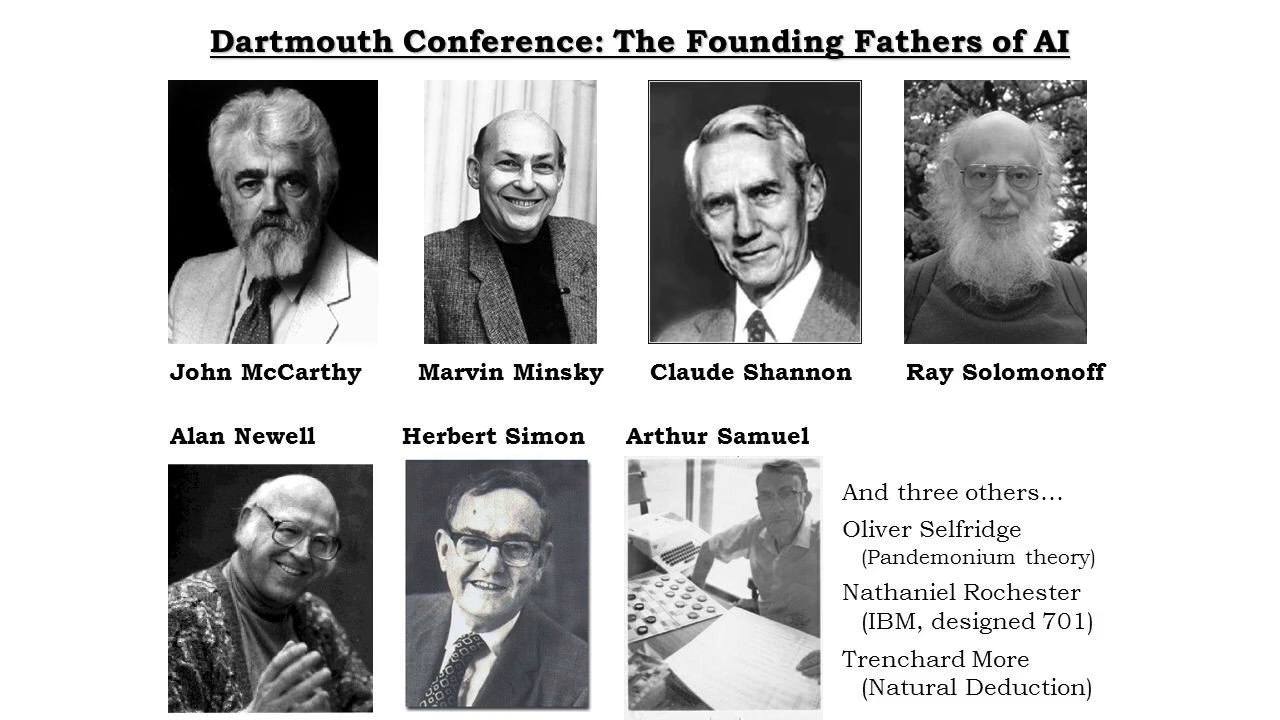 Dartmouth Conference: The Founding Fathers of AI
John McCarthy
Marvin Minsky
Claude Shannon
Ray Solomonoff
Alan Newell
Herbert Simon
Arthur Samuel
And three others…
Oliver Selfridge
(Pandemonium theory)
Nathaniel Rochester
(IBM, designed 701)
Trenchard More
(Natural Deduction)